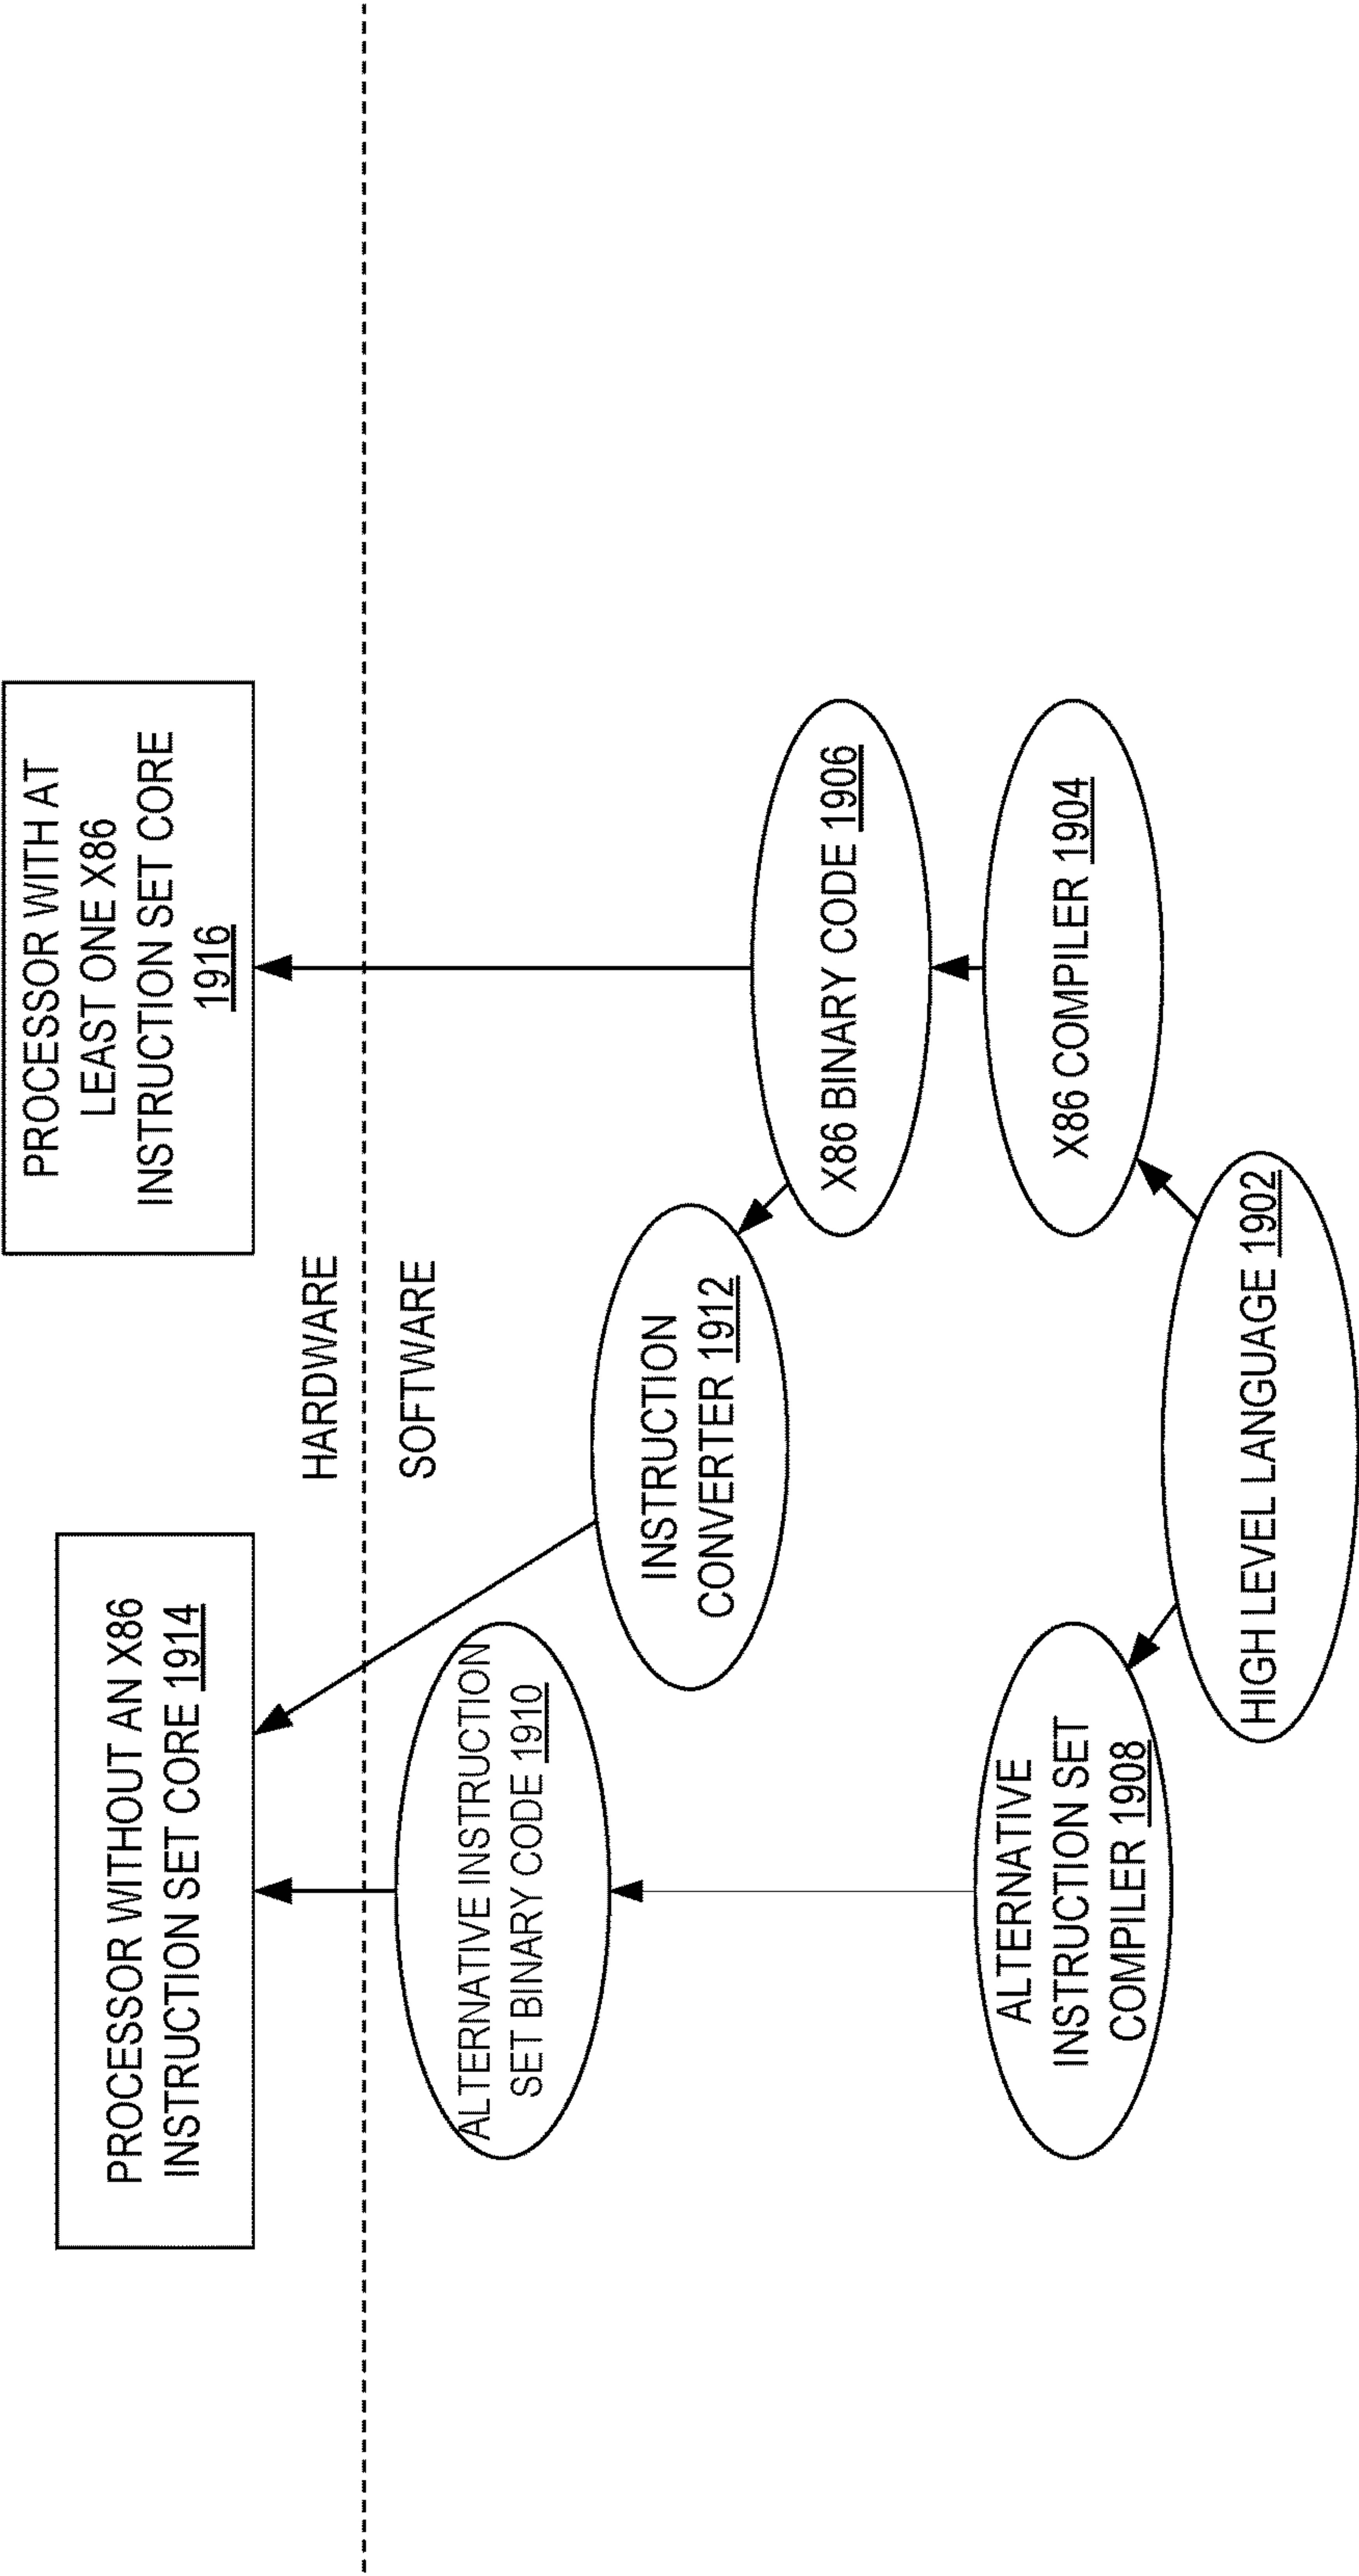 PROCESSOR WITHOUT AN X86
INSTRUCTION SET CORE 1914
PROCESSOR WITH AT
LEAST ONE X86
INSTRUCTION SET CORE
1916
HARDWARE
SOFTWARE
ALTERNATIVE INSTRUCTION
SET BINARY CODE 1910
INSTRUCTION
CONVERTER 1912
X86 BINARY CODE 1906
ALTERNATIVE
INSTRUCTION SET
COMPILER 1908
X86 COMPILER 1904
HIGH LEVEL LANGUAGE 1902